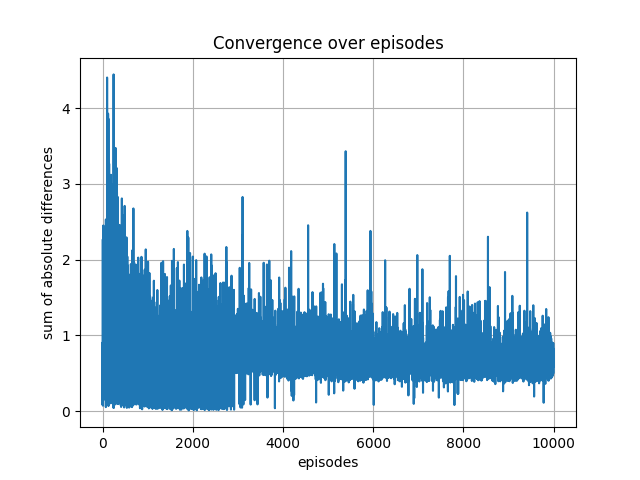 Convergence over episodes
sum of absolute differences
4
3
2
1
0
0 2000 4000 6000 8000 10000
episodes